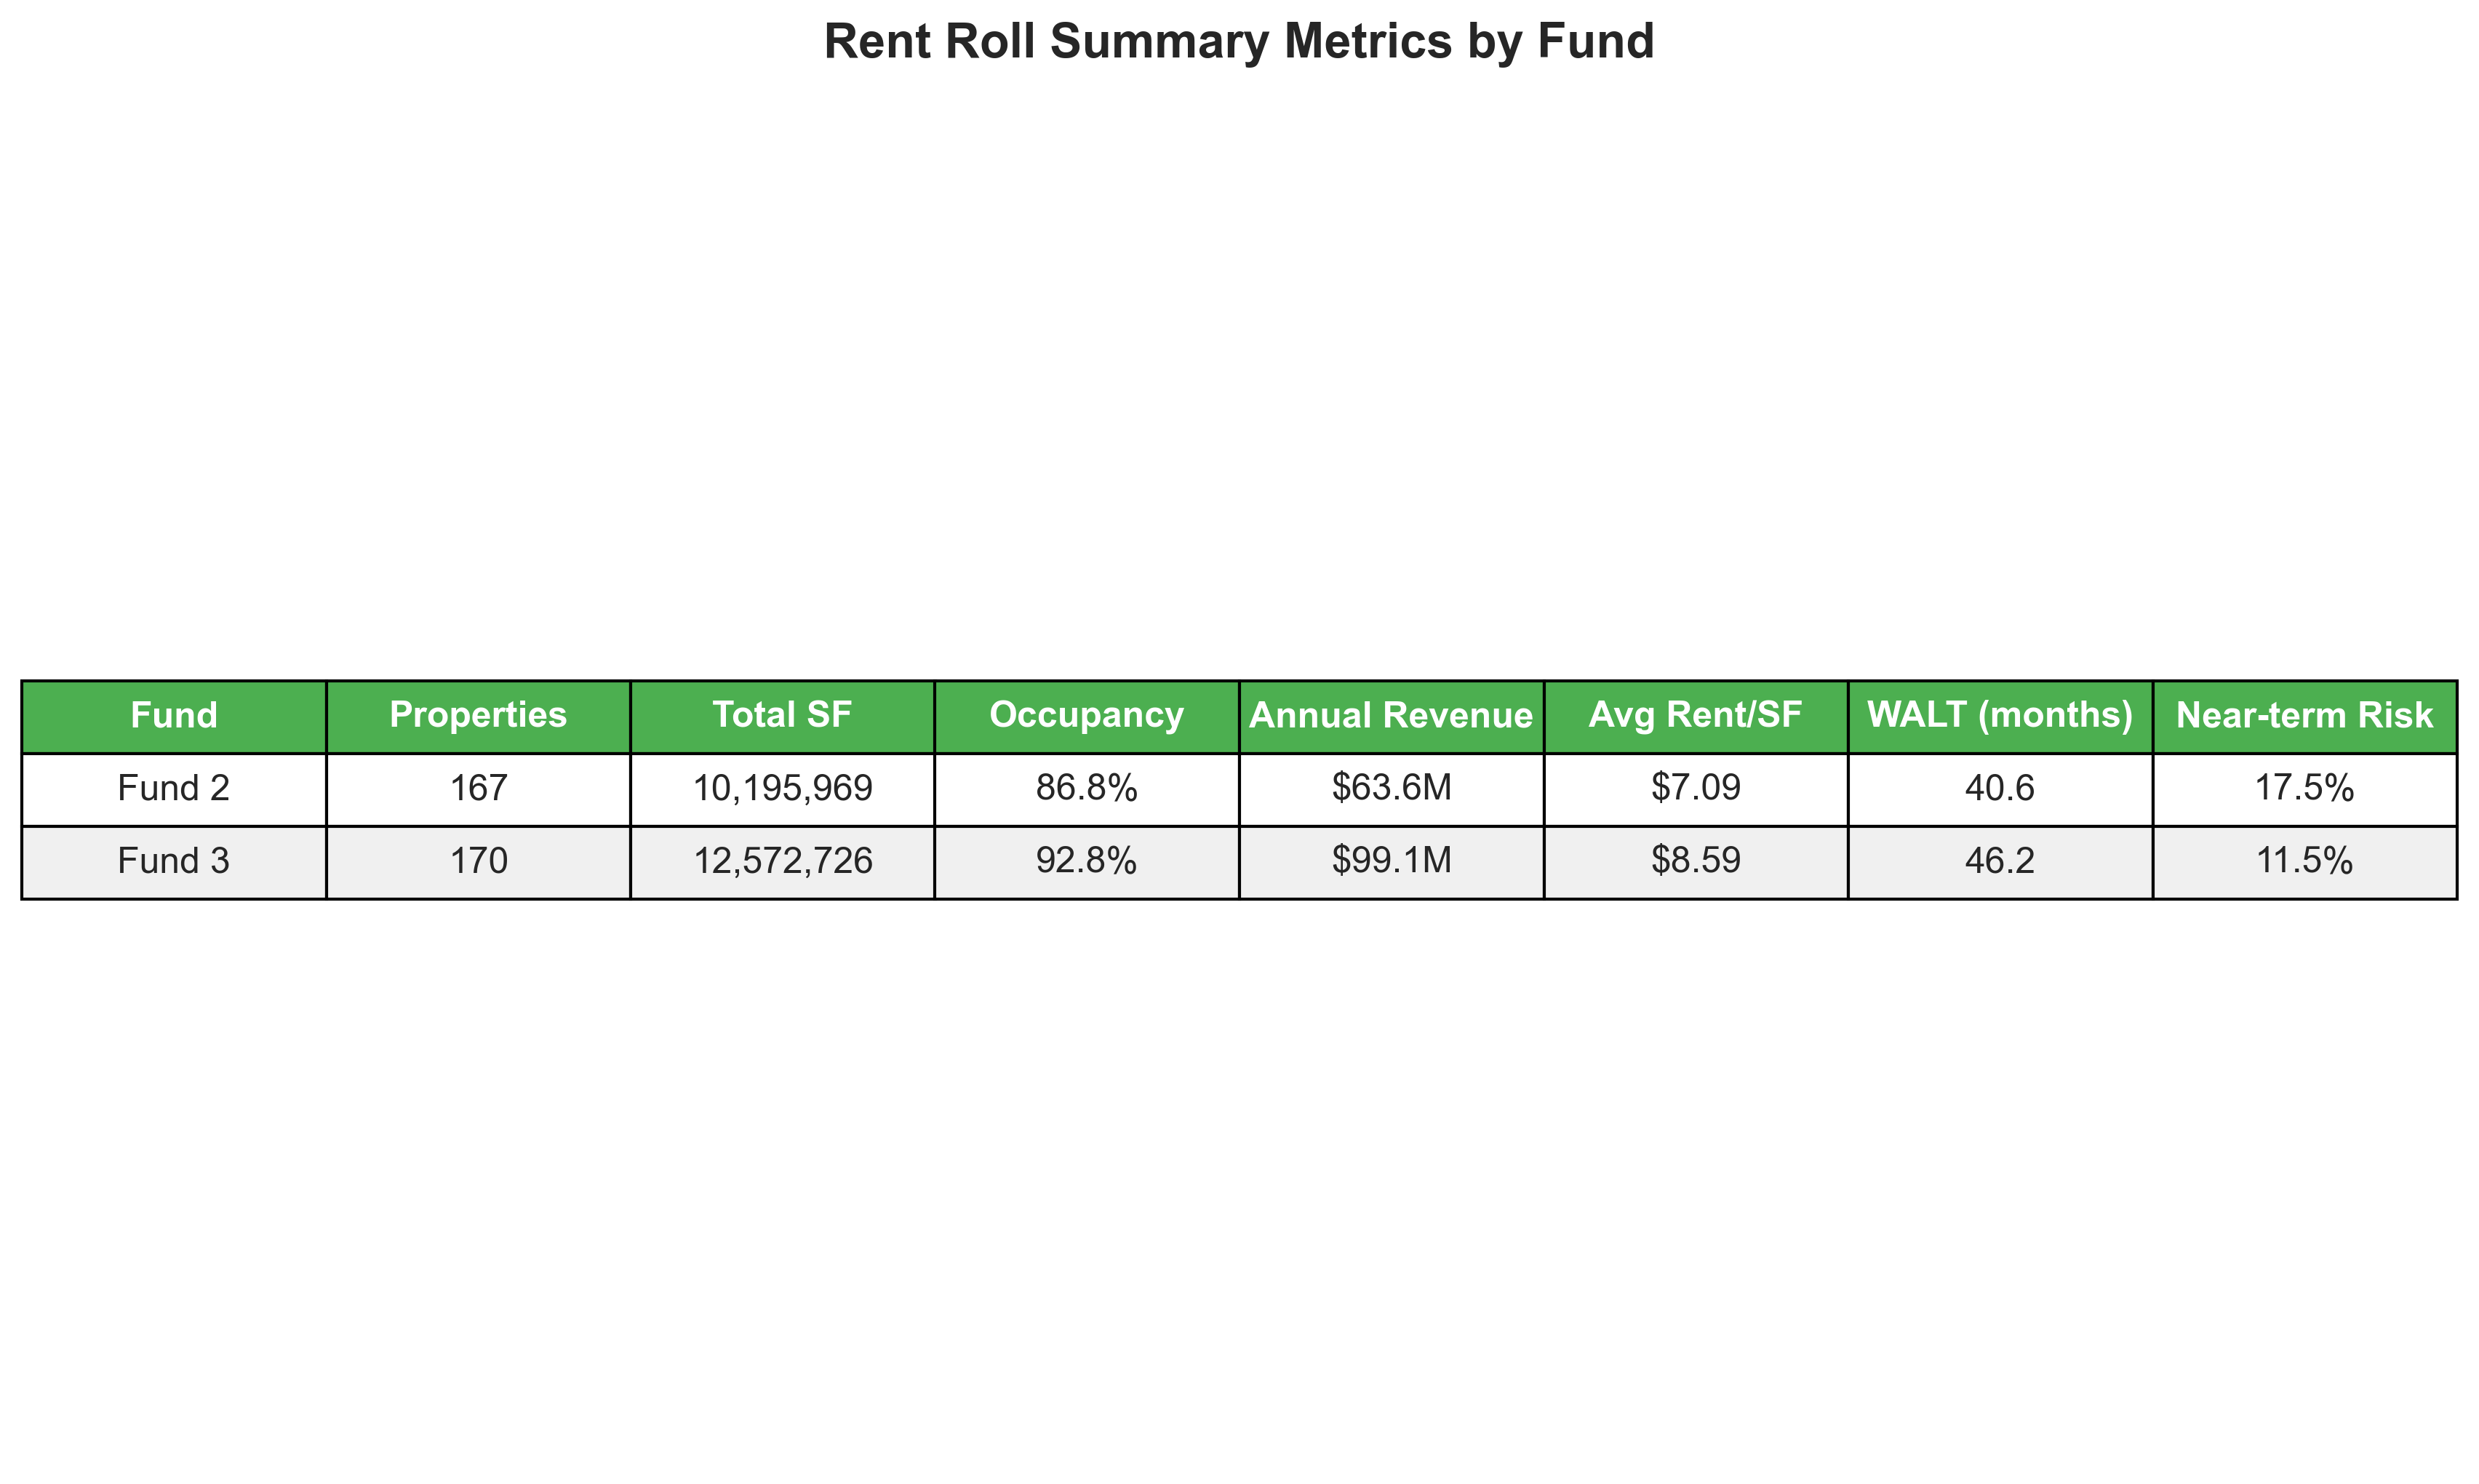 Rent Roll Summary Metrics by Fund
Fund Properties Total SF Occupancy Annual Revenue Avg Rent/SF WALT (months) Near-term Risk
Fund 2 167 10,195,969 86.8% $63.6M $7.09 40.6 17.5%
Fund 3 170 12,572,726 92.8% $99.1M $8.59 46.2 11.5%